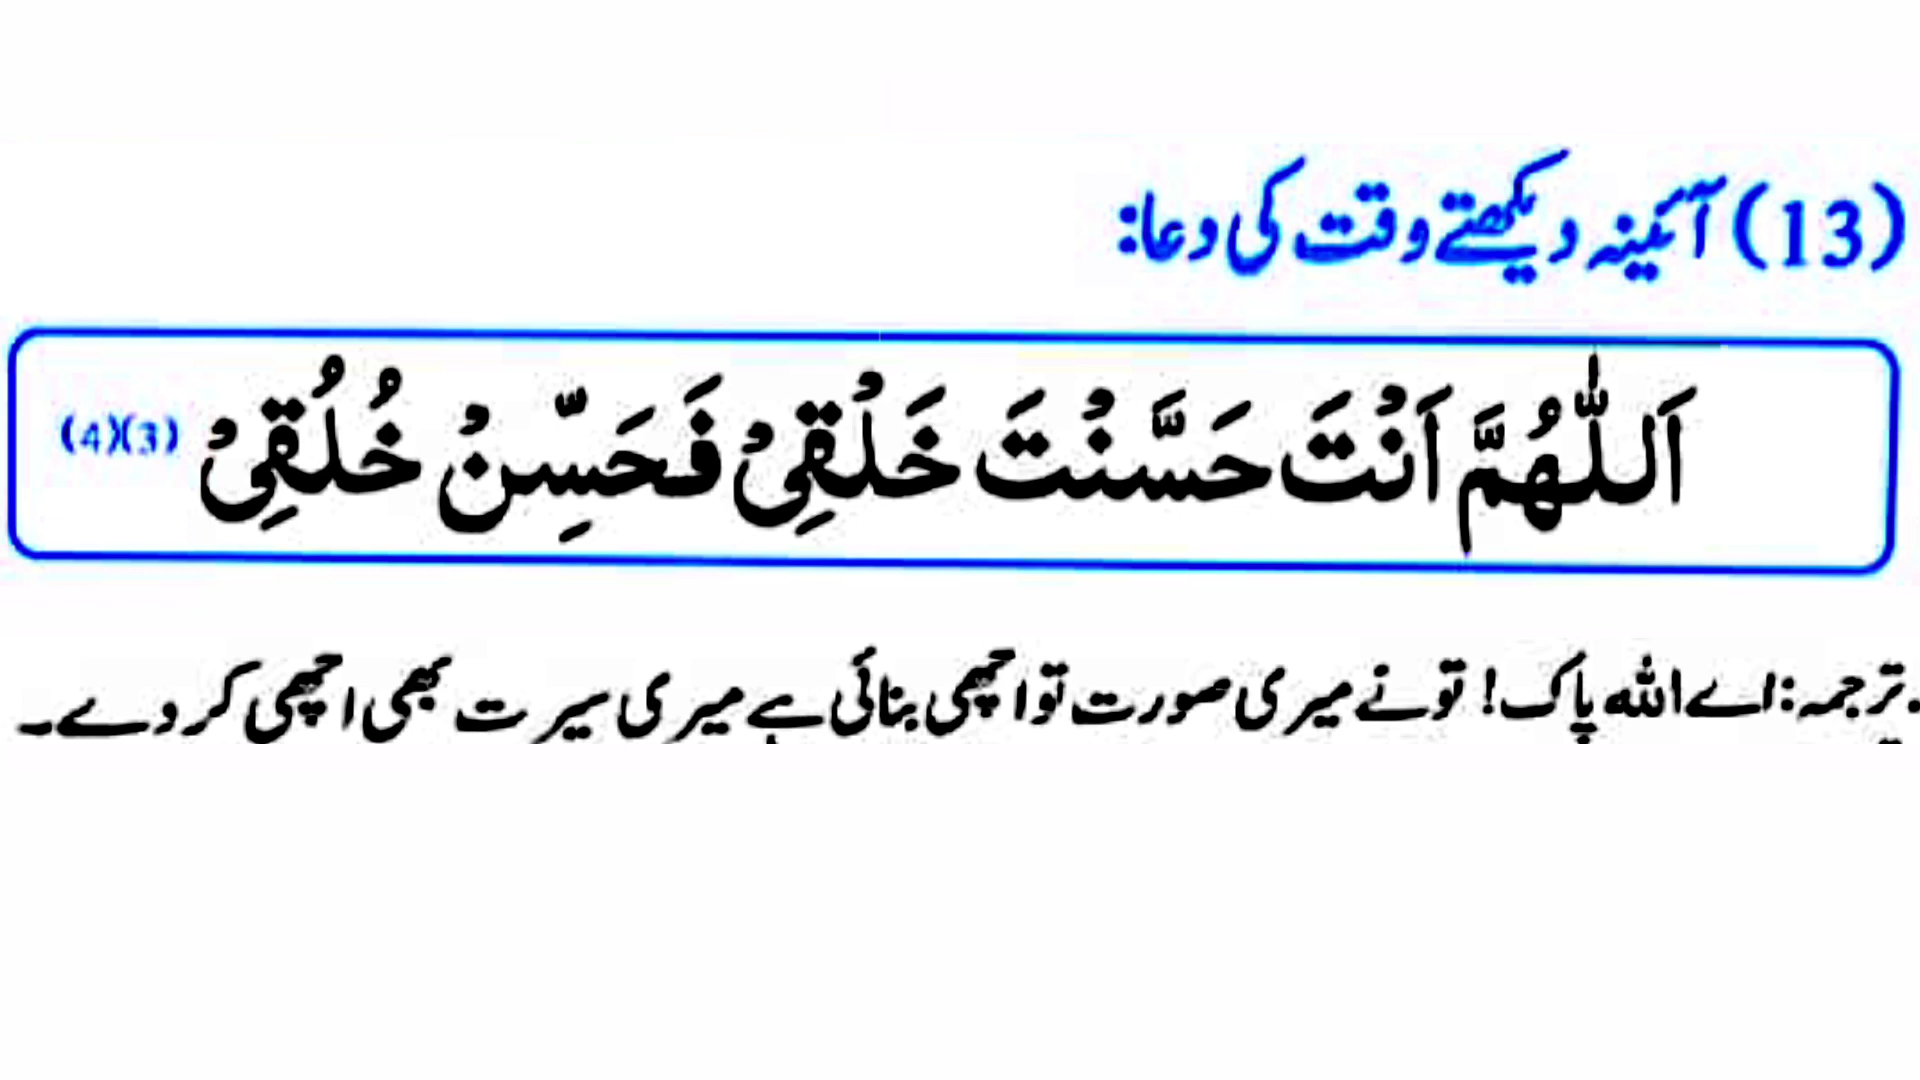 (13) آئینہ دیکھتے وقت کی دعا:
اَللّٰهُمَّ اَنْتَ حَسَّنْتَ خَلْقِيْ فَحَسِّنْ خُلُقِيْ (3)(4)
.ترجمہ: اے اللہ پاک! تو نے میری صورت تو اچھی بنائی ہے میری سیرت بھی اچھی کر دے۔